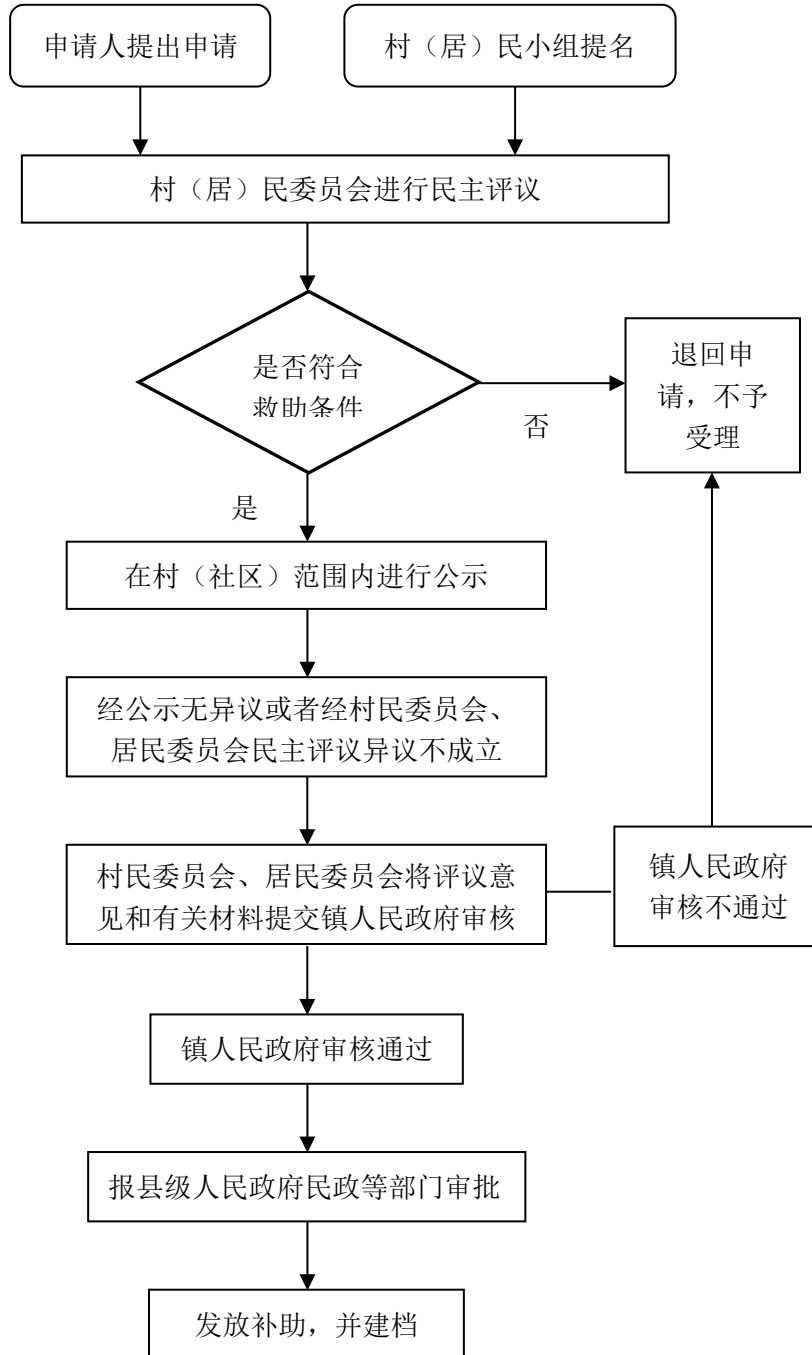 申请人提出申请
村（居）民小组提名
村（居）民委员会进行民主评议
是否符合
救助条件
退回申
请，不予
受理
否
是
在村（社区）范围内进行公示
经公示无异议或者经村民委员会、
居民委员会民主评议异议不成立
村民委员会、居民委员会将评议意
见和有关材料提交镇人民政府审核
镇人民政府
审核不通过
镇人民政府审核通过
报县级人民政府民政等部门审批
发放补助，并建档